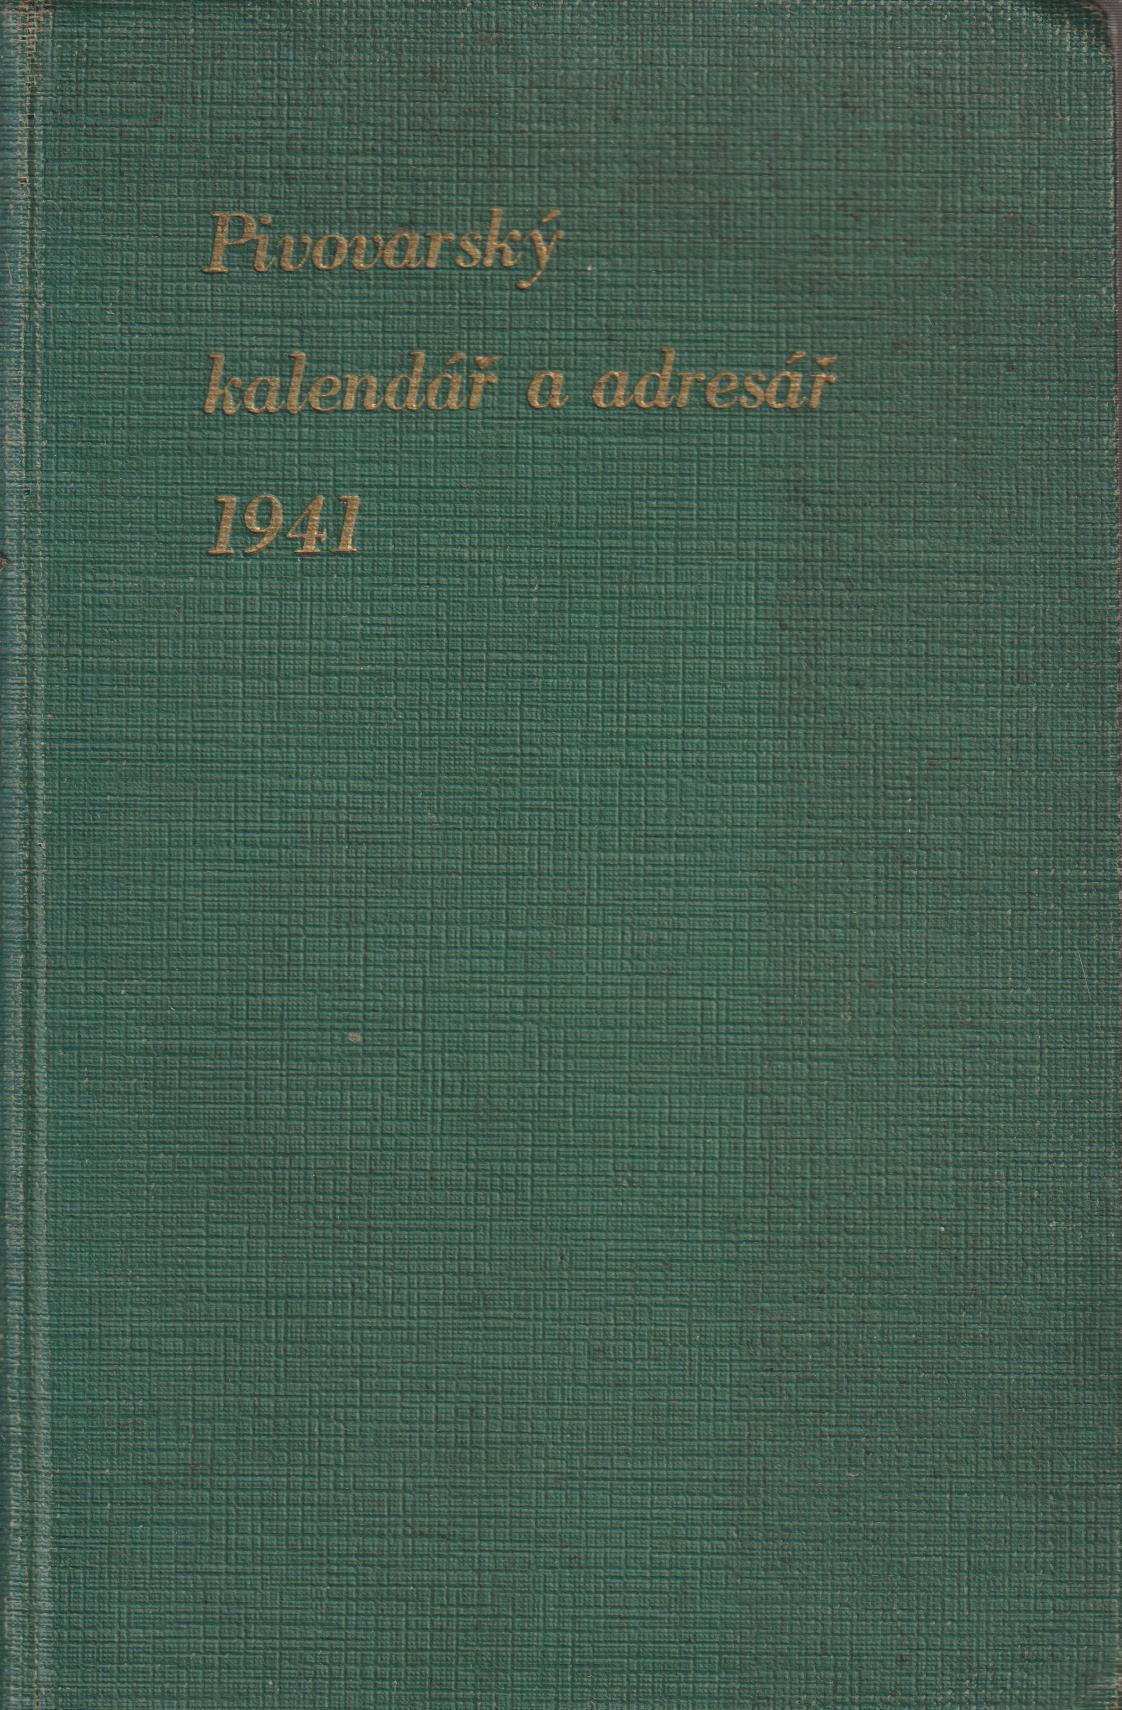 Pivovarský
kalendář a adresář
1941